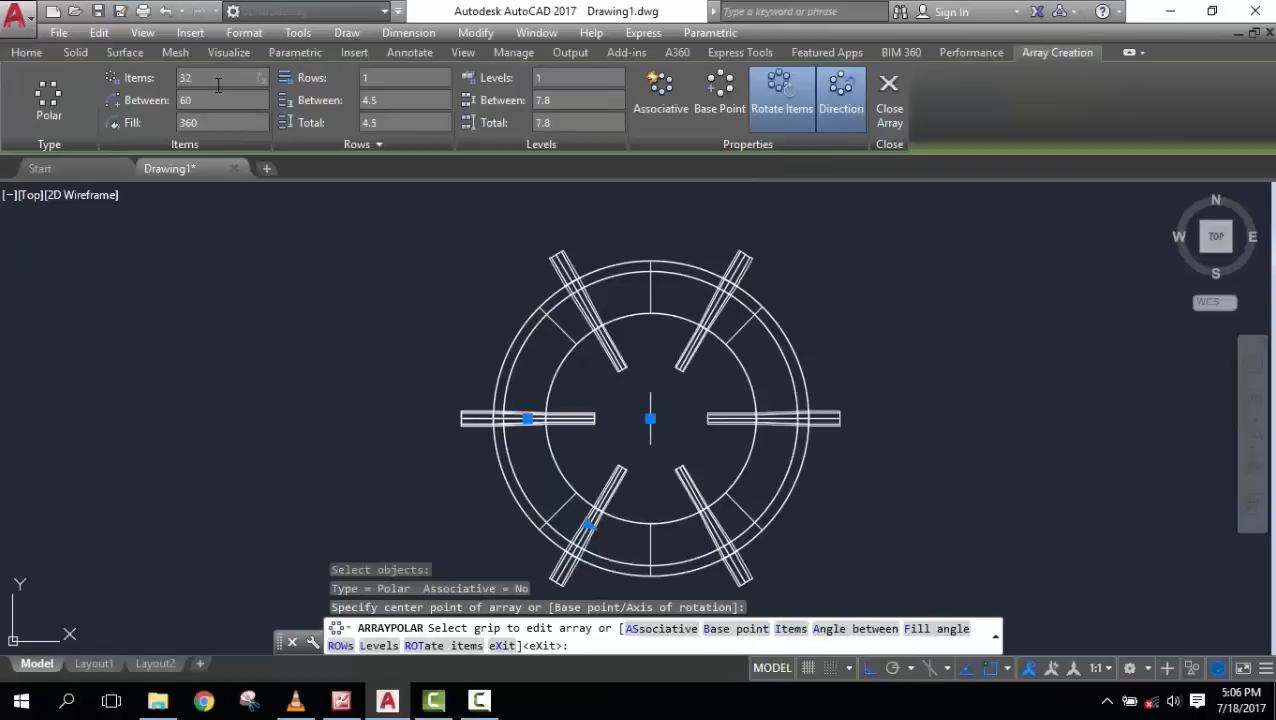 Autodesk AutoCAD 2017 Drawing1.dwg
Type a keyword or phrase
Sign In
File Edit View Insert Format Tools Draw Dimension Modify Window Help Express Parametric
Home Solid Surface Mesh Visualize Parametric Insert Annotate View Manage Output Add-ins A360 Express Tools Featured Apps BIM 360 Performance Array Creation
Items: 32 Rows: 1 Levels: 1
Between: 60 Between: 4.5 Between: 7.8
Fill: 360 Total: 4.5 Total: 7.8
Polar
Associative Base Point Rotate Items Direction Close Array
Type Items Rows Levels Properties Close
Start Drawing1*
[−][Top][2D Wireframe]
N
W TOP E
S
WCS
Y
X
Select objects:
Type = Polar Associative = No
Specify center point of array or [Base point/Axis of rotation]:
ARRAYPOLAR Select grip to edit array or [ASsociative Base point Items Angle between Fill angle
ROWs Levels ROTate items eXit]<eXit>:
Model Layout1 Layout2 +
MODEL 1:1
5:06 PM
7/18/2017